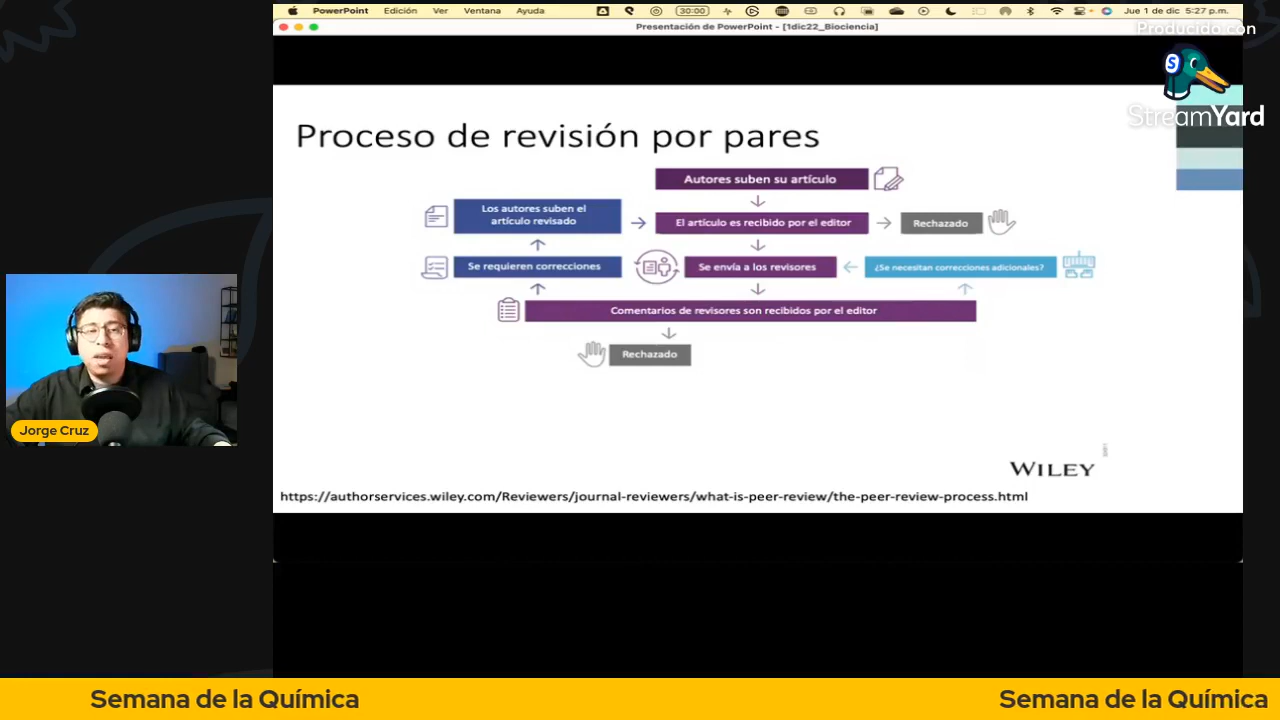 PowerPoint Edición Ver Ventana Ayuda 30:00 Jue 1 de dic 5:27 p.m.
Presentación de PowerPoint - [1dic22_Biociencia]
Producido con
S
StreamYard
Proceso de revisión por pares
Autores suben su artículo
Los autores suben el
artículo revisado
El artículo es recibido por el editor
Rechazado
Se requieren correcciones
Se envía a los revisores
¿Se necesitan correcciones adicionales?
Comentarios de revisores son recibidos por el editor
Rechazado
Jorge Cruz
WILEY
https://authorservices.wiley.com/Reviewers/journal-reviewers/what-is-peer-review/the-peer-review-process.html
Semana de la Química
Semana de la Química